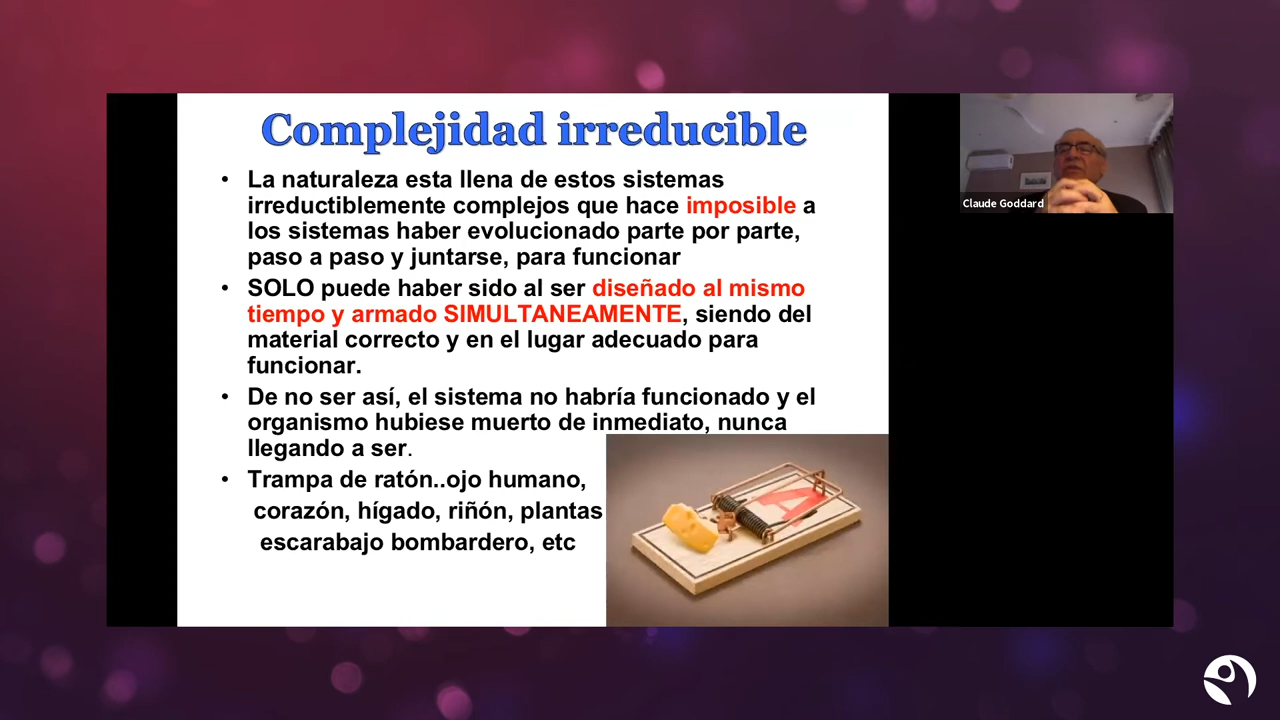 Complejidad irreducible
• La naturaleza esta llena de estos sistemas
irreductiblemente complejos que hace imposible a
los sistemas haber evolucionado parte por parte,
paso a paso y juntarse, para funcionar
• SOLO puede haber sido al ser diseñado al mismo
tiempo y armado SIMULTANEAMENTE, siendo del
material correcto y en el lugar adecuado para
funcionar.
• De no ser así, el sistema no habría funcionado y el
organismo hubiese muerto de inmediato, nunca
llegando a ser.
• Trampa de ratón..ojo humano,
corazón, hígado, riñón, plantas
escarabajo bombardero, etc
Claude Goddard